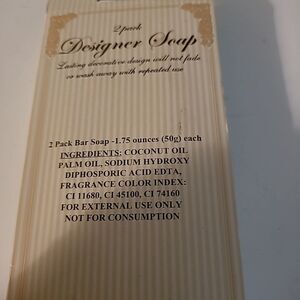 2 pack
Designer Soap
Lasting decorative design will not fade
or wash away with repeated use
2 Pack Bar Soap -1.75 ounces (50g) each
INGREDIENTS: COCONUT OIL
PALM OIL, SODIUM HYDROXY
DIPHOSPORIC ACID EDTA,
FRAGRANCE COLOR INDEX:
CI 11680, CI 45100, CI 74160
FOR EXTERNAL USE ONLY
NOT FOR CONSUMPTION